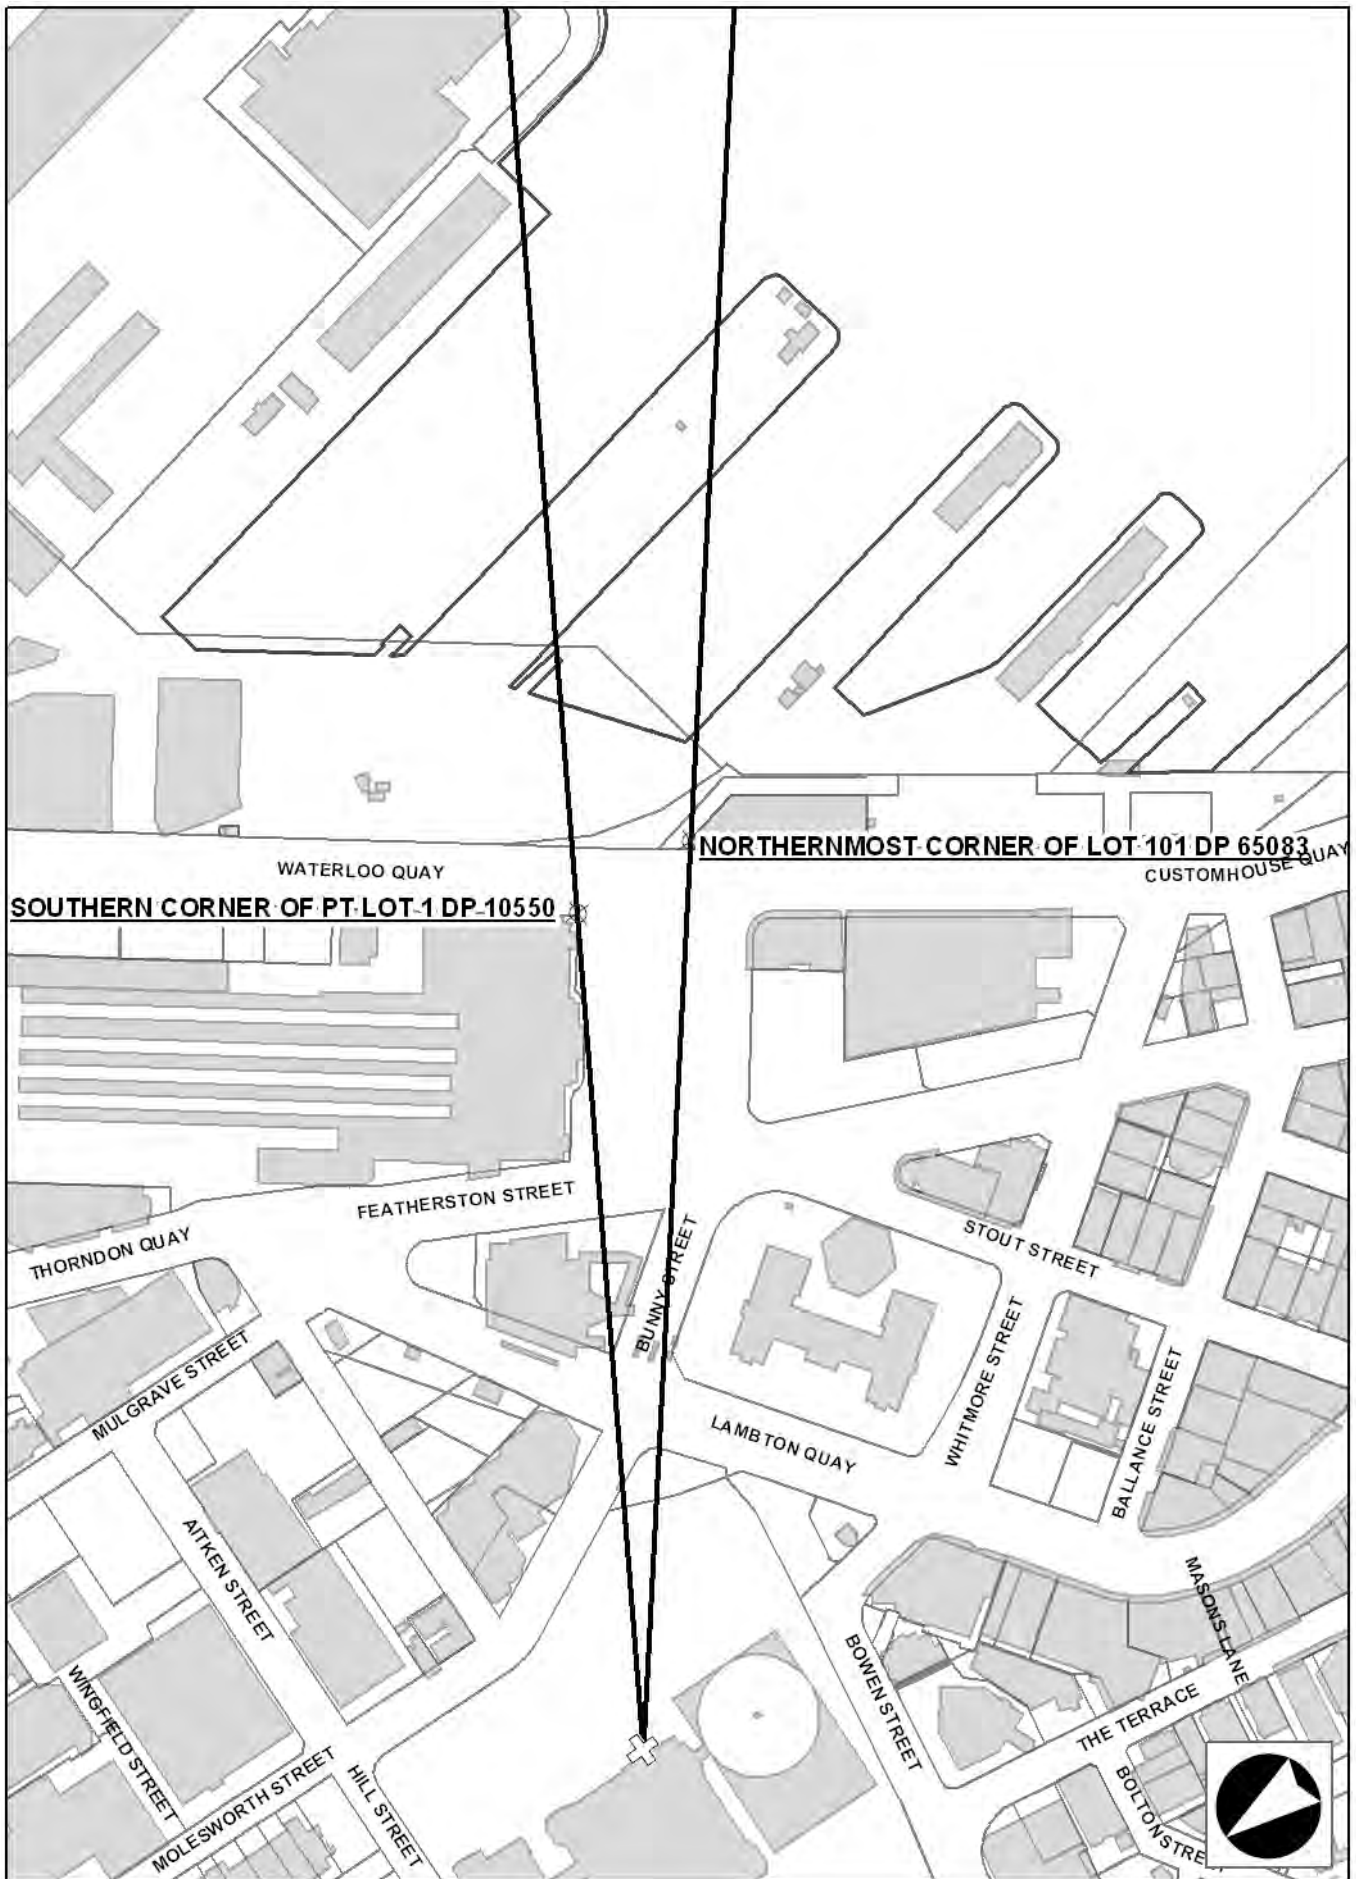 NORTHERNMOST CORNER OF LOT 101 DP 65083
WATERLOO QUAY
CUSTOMHOUSE QUAY
SOUTHERN CORNER OF PT LOT 1 DP 10550
FEATHERSTON STREET
THORNDON QUAY
STOUT STREET
BUNNY STREET
MULGRAVE STREET
WHITMORE STREET
BALLANCE STREET
LAMBTON QUAY
AITKEN STREET
MASONS LANE
BOWEN STREET
WINGFIELD STREET
THE TERRACE
HILL STREET
MOLESWORTH STREET
BOLTON STRE